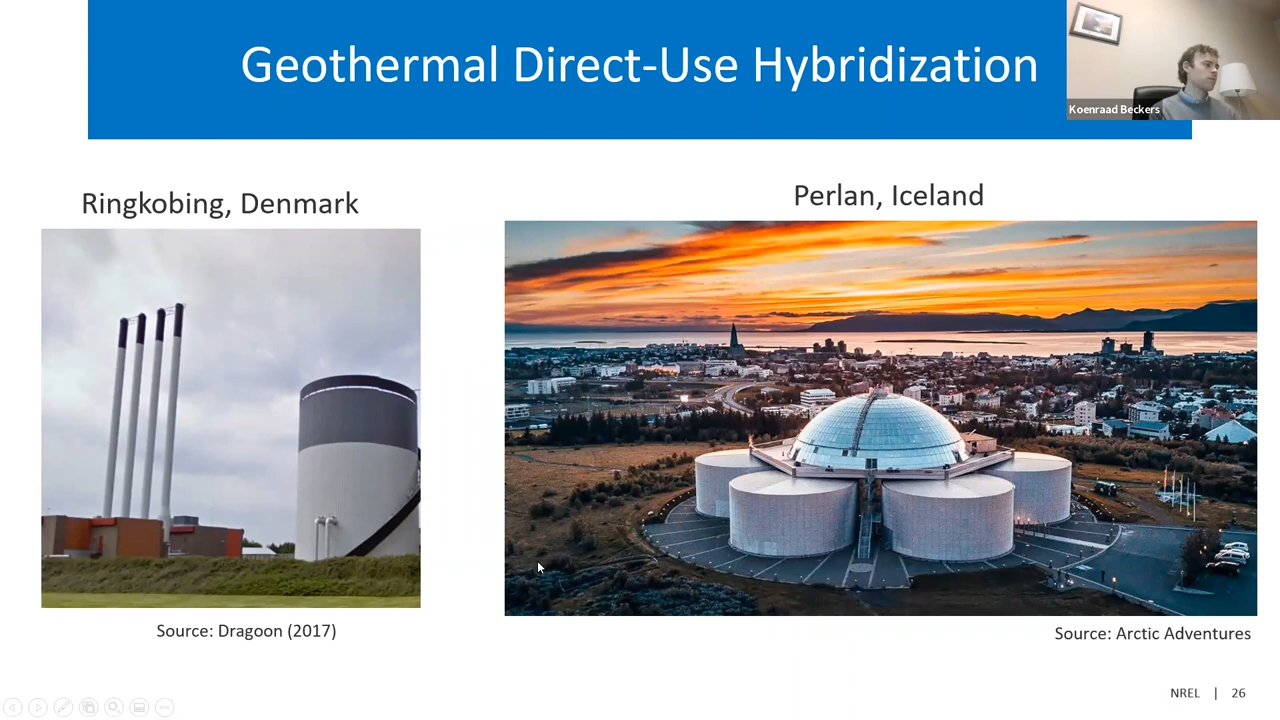 Geothermal Direct-Use Hybridization
Koenraad Beckers
Ringkobing, Denmark
Perlan, Iceland
Source: Dragoon (2017)
Source: Arctic Adventures
NREL | 26